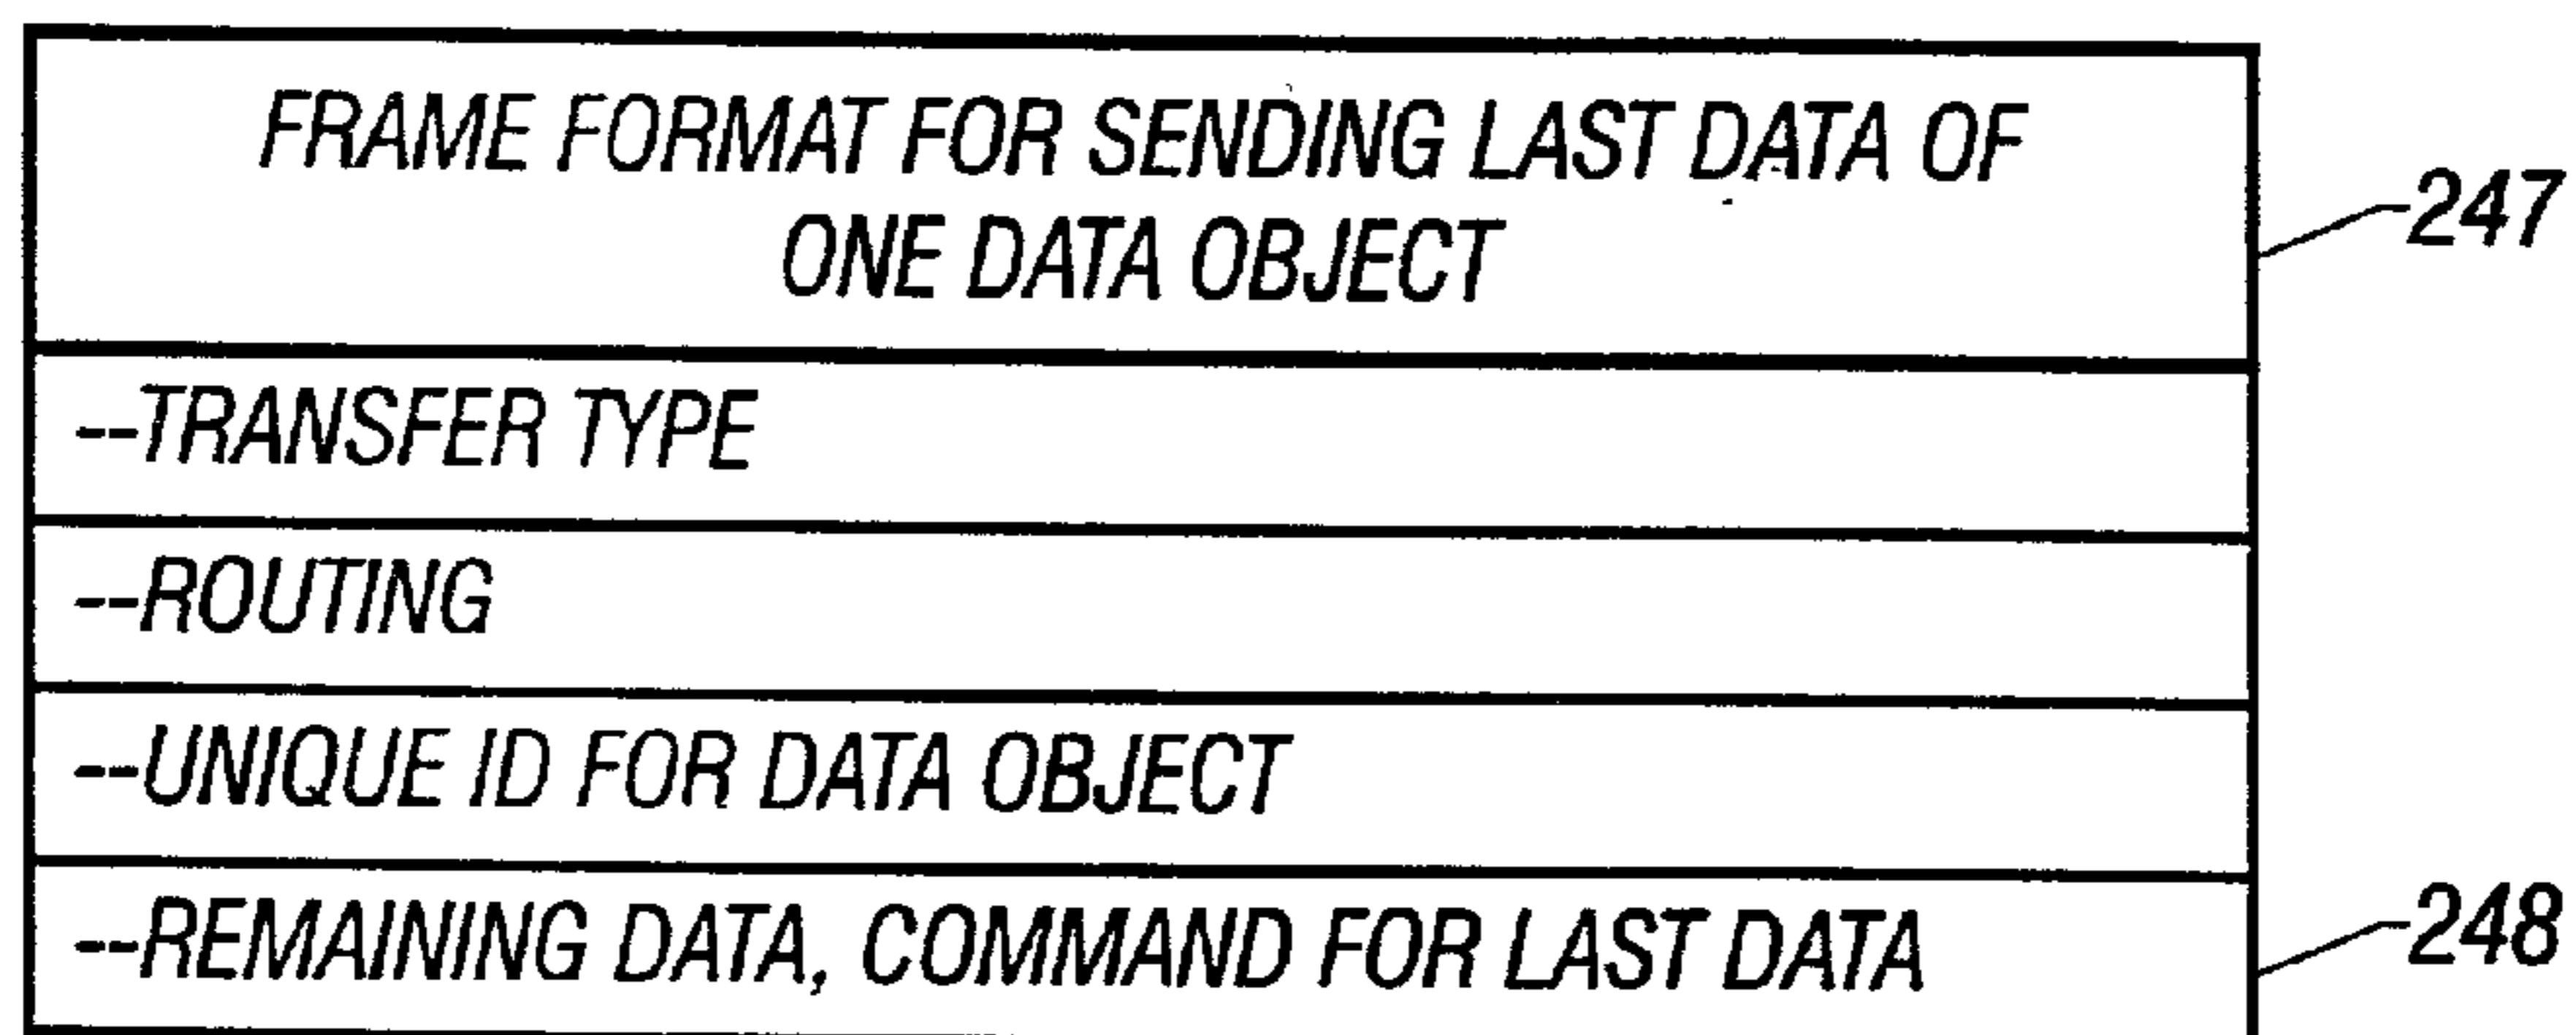 FRAME FORMAT FOR SENDING LAST DATA OF
ONE DATA OBJECT
247
--TRANSFER TYPE
--ROUTING
--UNIQUE ID FOR DATA OBJECT
--REMAINING DATA, COMMAND FOR LAST DATA
248